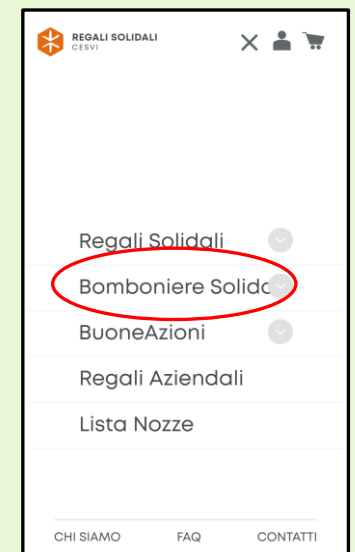 REGALI SOLIDALI
CESVI
Regali Solidali
Bomboniere Solid
BuoneAzioni
Regali Aziendali
Lista Nozze
CHI SIAMO FAQ CONTATTI